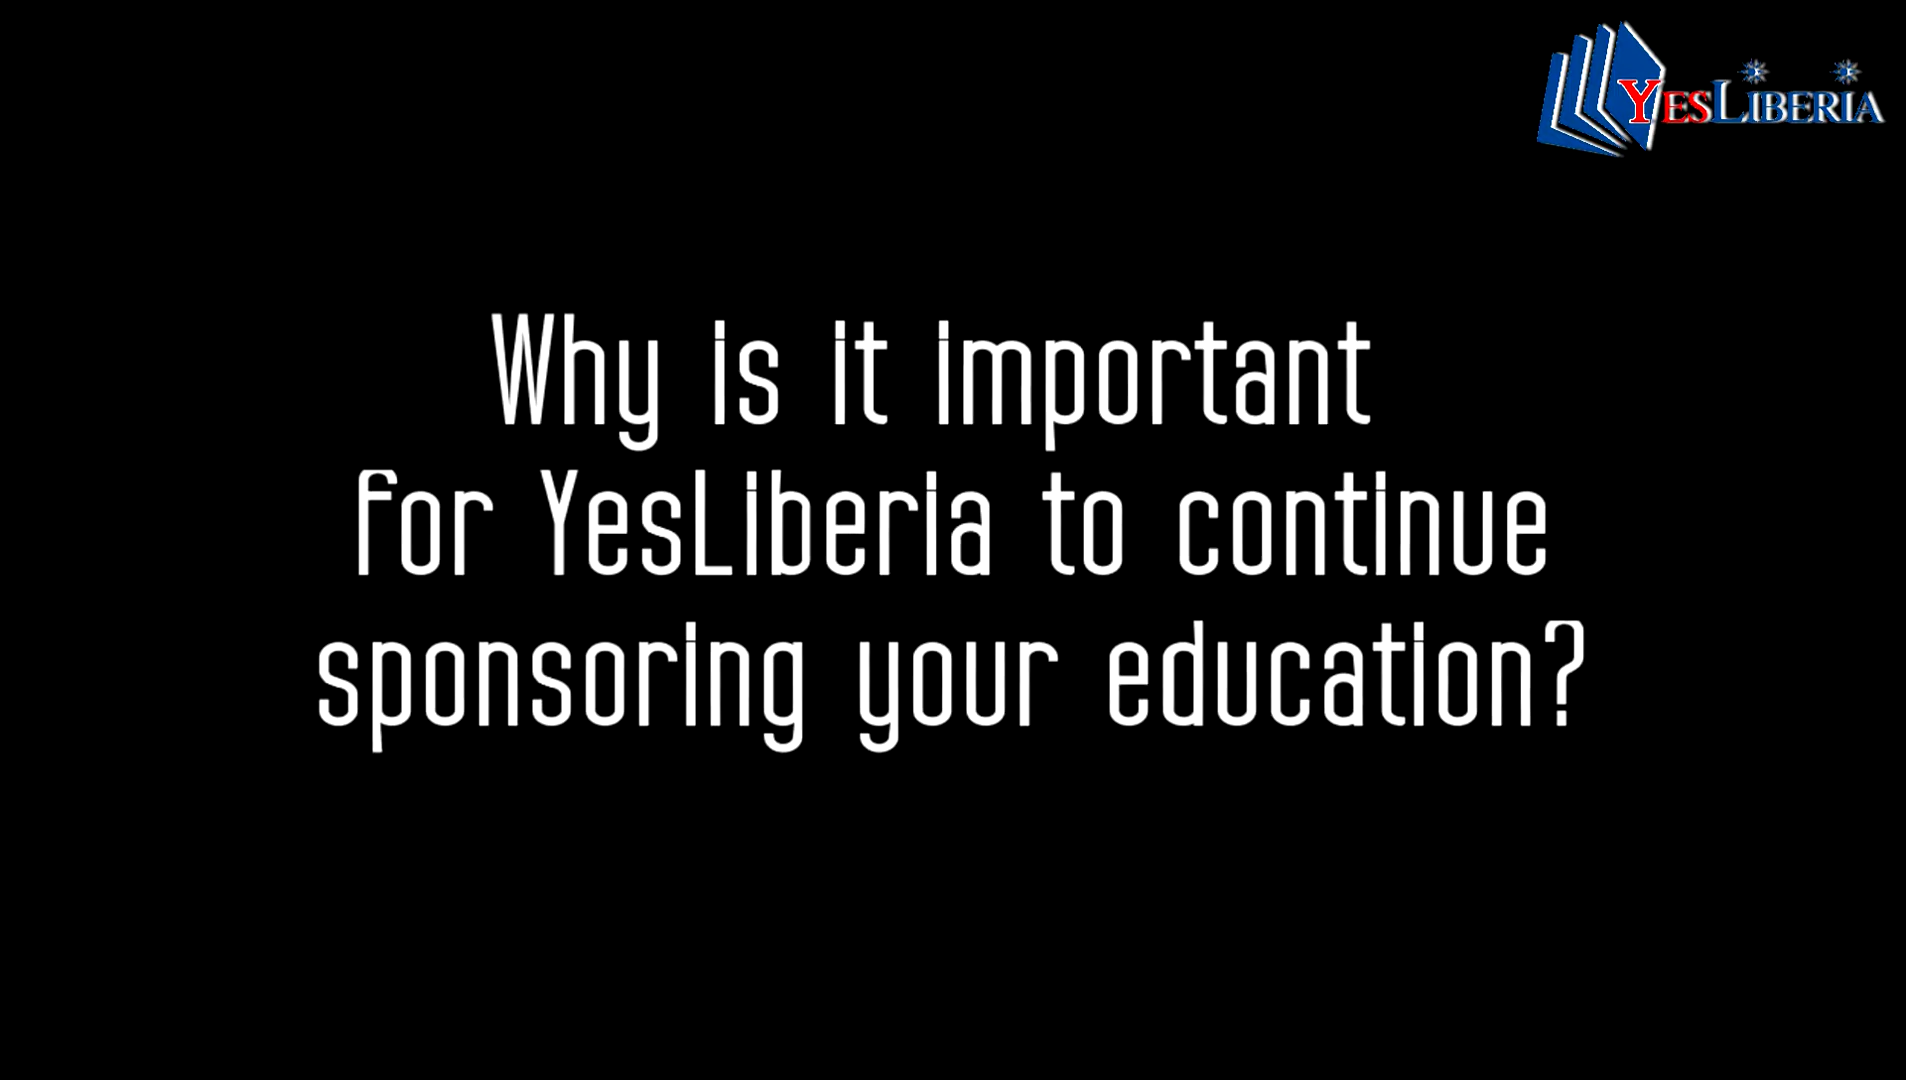 YesLiberia
Why is it important
for YesLiberia to continue
sponsoring your education?